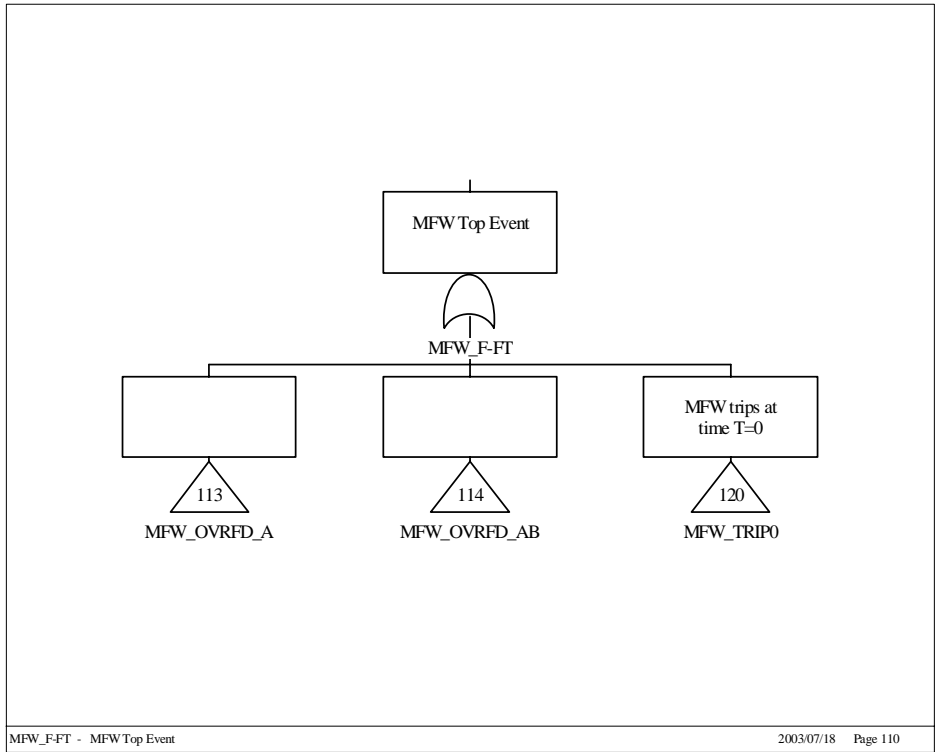 MFW Top Event
MFW_F-FT
MFW trips at
time T=0
113
114
120
MFW_OVRFD_A
MFW_OVRFD_AB
MFW_TRIP0
MFW_F-FT - MFW Top Event
2003/07/18 Page 110